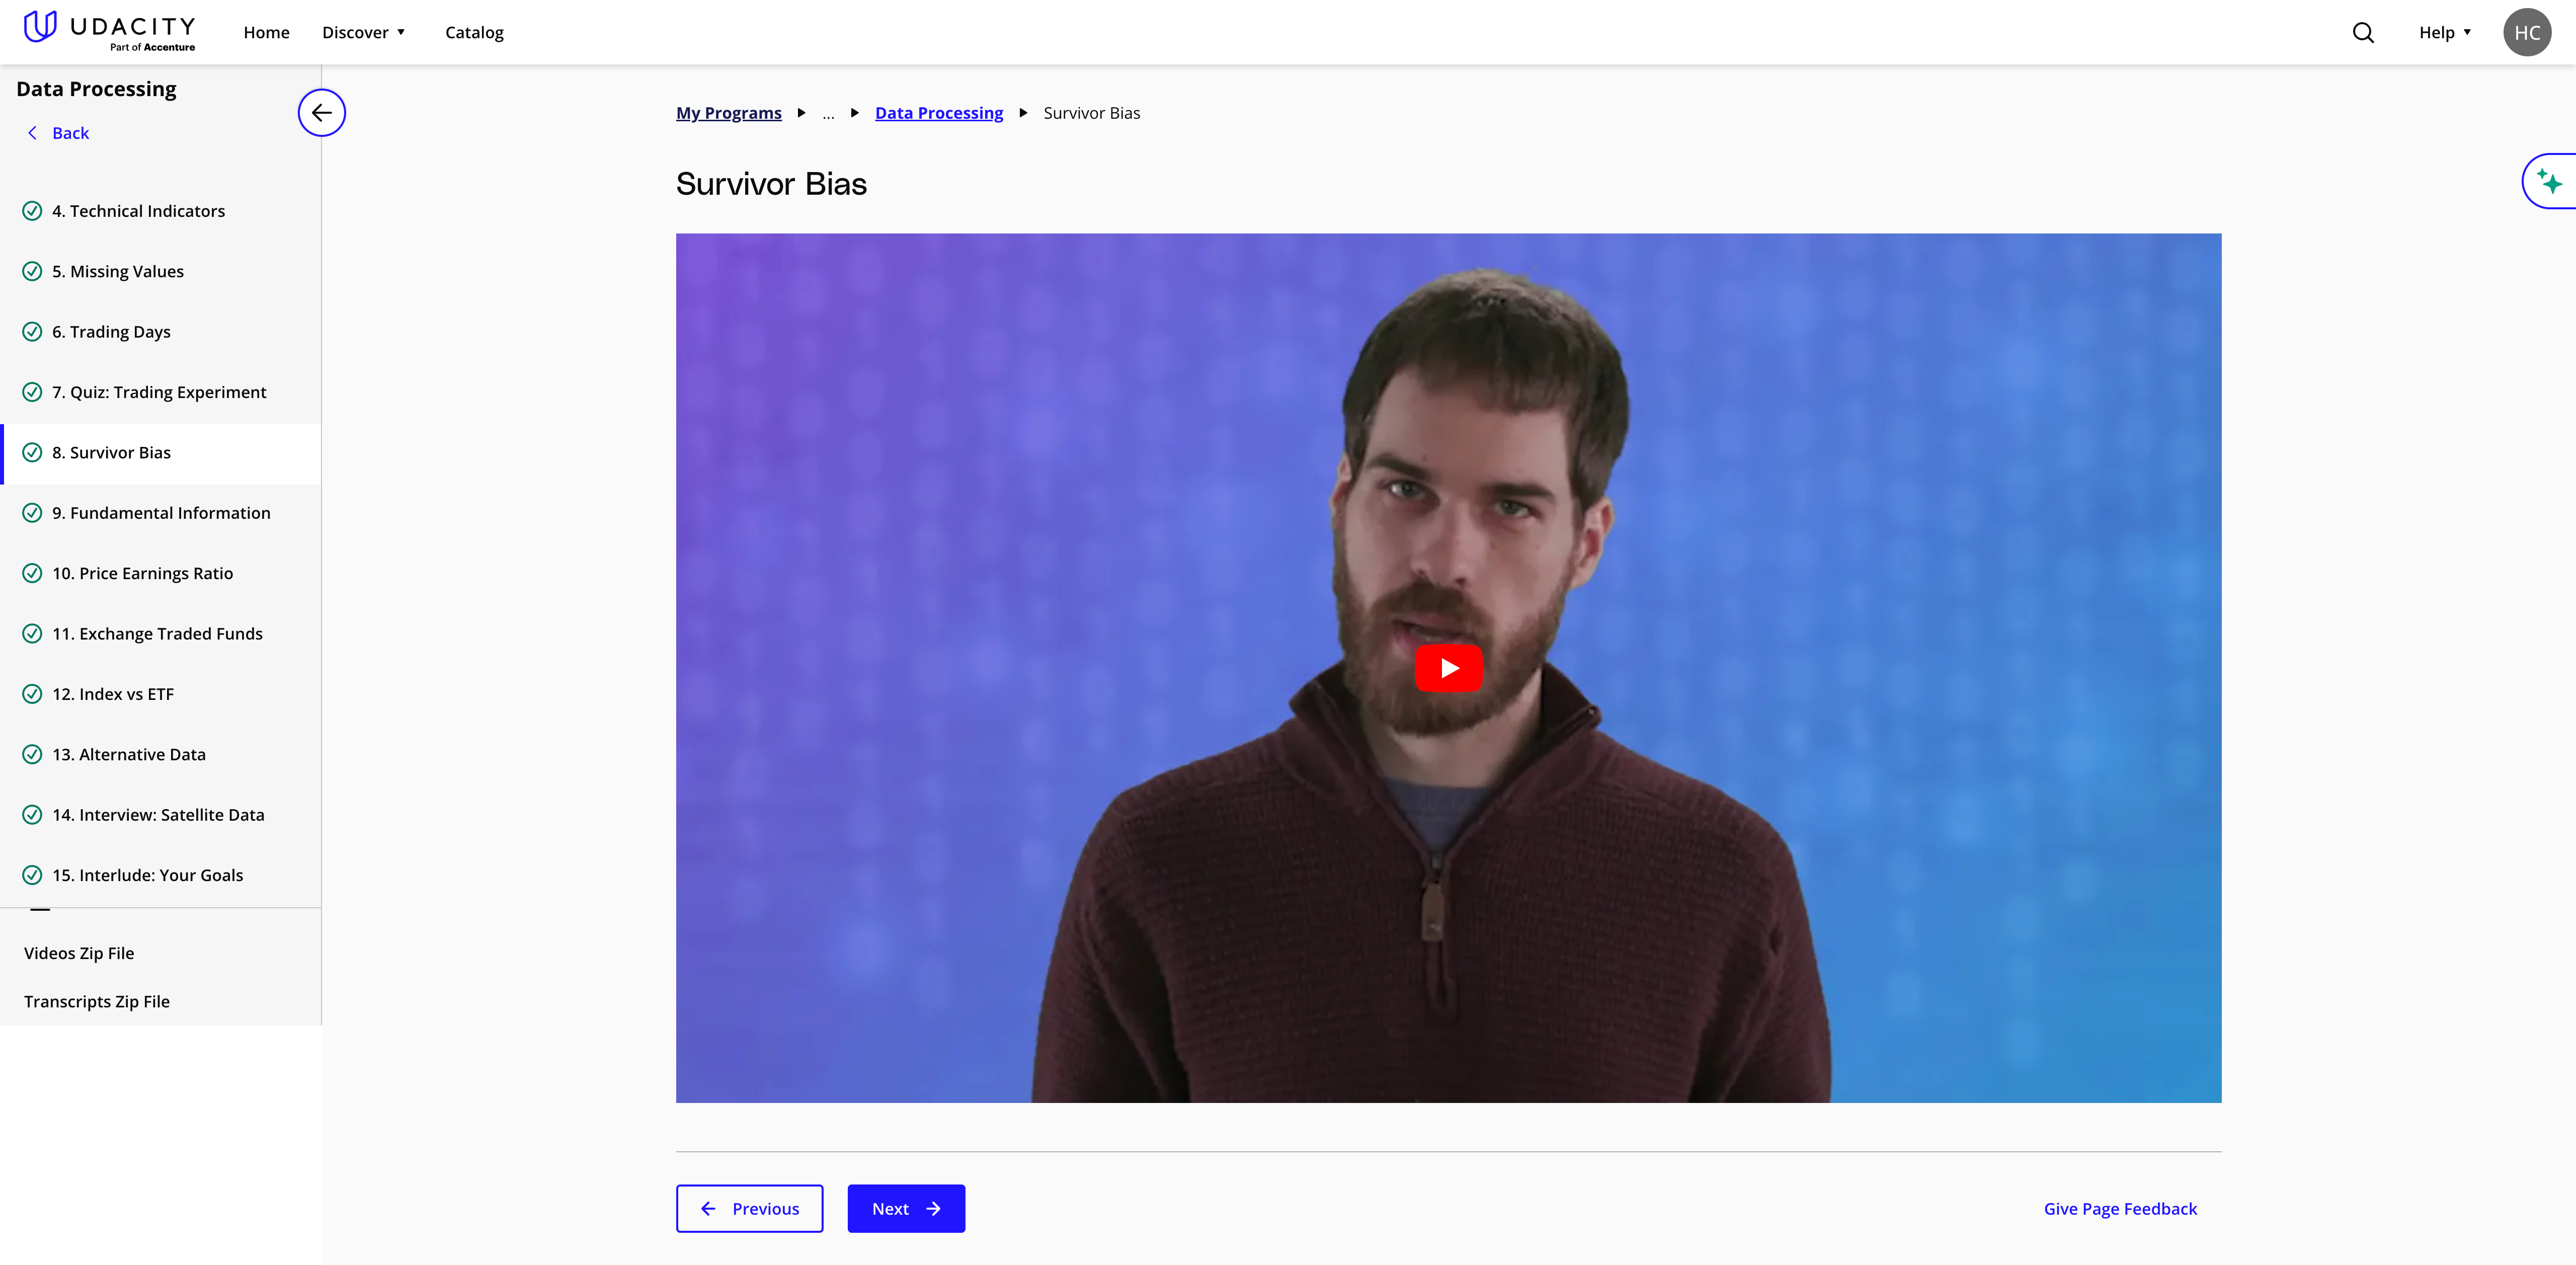 UDACITY
Part of Accenture
Home
Discover
Catalog
Help
HC
Data Processing
Back
4. Technical Indicators
5. Missing Values
6. Trading Days
7. Quiz: Trading Experiment
8. Survivor Bias
9. Fundamental Information
10. Price Earnings Ratio
11. Exchange Traded Funds
12. Index vs ETF
13. Alternative Data
14. Interview: Satellite Data
15. Interlude: Your Goals
Videos Zip File
Transcripts Zip File
My Programs ... Data Processing Survivor Bias
Survivor Bias
Previous
Next
Give Page Feedback